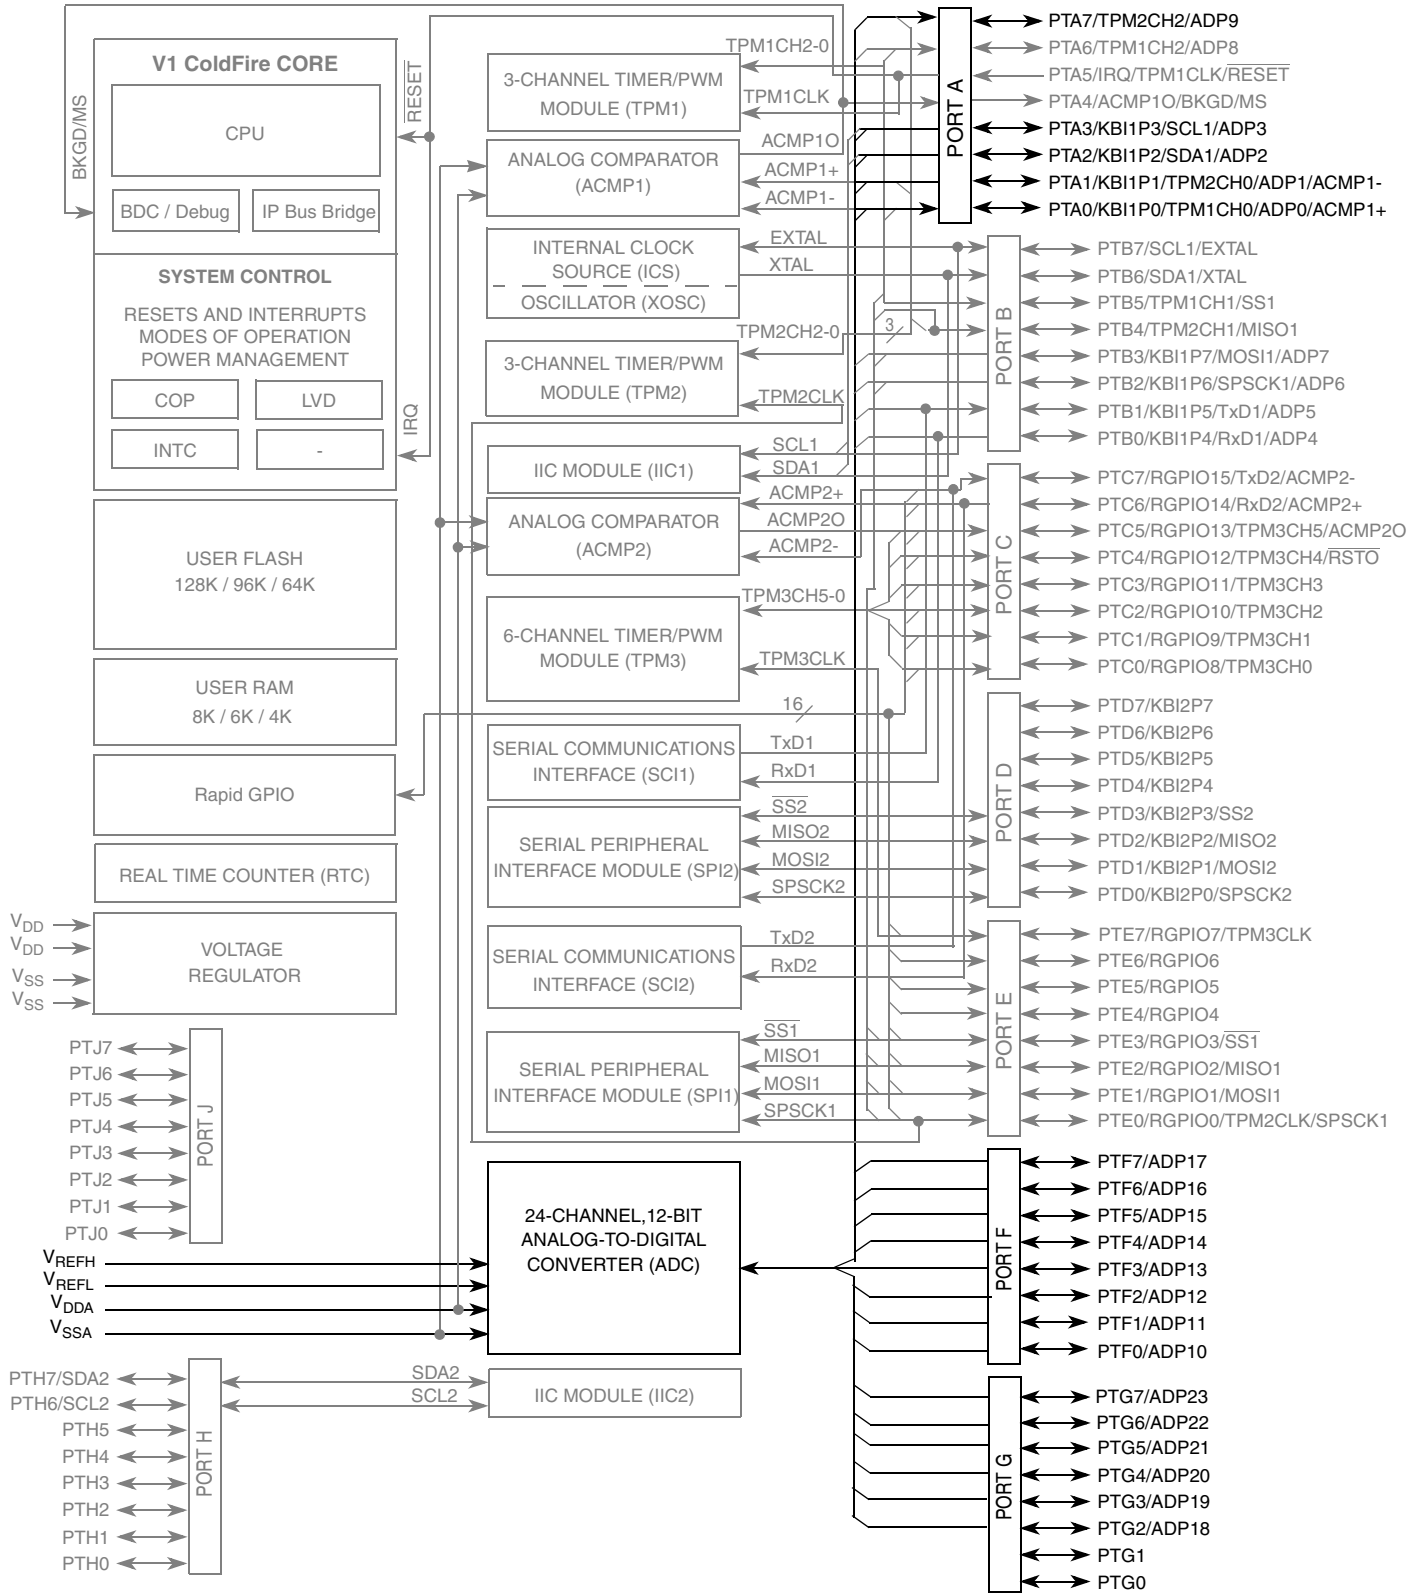 V1 ColdFire CORE
CPU
BDC / Debug
IP Bus Bridge
BKGD/MS
RESET
SYSTEM CONTROL
RESETS AND INTERRUPTS
MODES OF OPERATION
POWER MANAGEMENT
COP
LVD
INTC
-
IRQ
USER FLASH
128K / 96K / 64K
USER RAM
8K / 6K / 4K
Rapid GPIO
REAL TIME COUNTER (RTC)
VDD
VDD
VSS
VSS
VOLTAGE
REGULATOR
PTJ7
PTJ6
PTJ5
PTJ4
PTJ3
PTJ2
PTJ1
PTJ0
PORT J
VREFH
VREFL
VDDA
VSSA
PTH7/SDA2
PTH6/SCL2
PTH5
PTH4
PTH3
PTH2
PTH1
PTH0
PORT H
SDA2
SCL2
3-CHANNEL TIMER/PWM
MODULE (TPM1)
TPM1CH2-0
TPM1CLK
ANALOG COMPARATOR
(ACMP1)
ACMP1O
ACMP1+
ACMP1-
INTERNAL CLOCK
SOURCE (ICS)
OSCILLATOR (XOSC)
EXTAL
XTAL
3-CHANNEL TIMER/PWM
MODULE (TPM2)
TPM2CH2-0
3
TPM2CLK
IIC MODULE (IIC1)
SCL1
SDA1
ANALOG COMPARATOR
(ACMP2)
ACMP2+
ACMP2O
ACMP2-
6-CHANNEL TIMER/PWM
MODULE (TPM3)
TPM3CH5-0
TPM3CLK
16
SERIAL COMMUNICATIONS
INTERFACE (SCI1)
TxD1
RxD1
SERIAL PERIPHERAL
INTERFACE MODULE (SPI2)
SS2
MISO2
MOSI2
SPSCK2
SERIAL COMMUNICATIONS
INTERFACE (SCI2)
TxD2
RxD2
SERIAL PERIPHERAL
INTERFACE MODULE (SPI1)
SS1
MISO1
MOSI1
SPSCK1
24-CHANNEL,12-BIT
ANALOG-TO-DIGITAL
CONVERTER (ADC)
IIC MODULE (IIC2)
PORT A
PTA7/TPM2CH2/ADP9
PTA6/TPM1CH2/ADP8
PTA5/IRQ/TPM1CLK/RESET
PTA4/ACMP1O/BKGD/MS
PTA3/KBI1P3/SCL1/ADP3
PTA2/KBI1P2/SDA1/ADP2
PTA1/KBI1P1/TPM2CH0/ADP1/ACMP1-
PTA0/KBI1P0/TPM1CH0/ADP0/ACMP1+
PORT B
PTB7/SCL1/EXTAL
PTB6/SDA1/XTAL
PTB5/TPM1CH1/SS1
PTB4/TPM2CH1/MISO1
PTB3/KBI1P7/MOSI1/ADP7
PTB2/KBI1P6/SPSCK1/ADP6
PTB1/KBI1P5/TxD1/ADP5
PTB0/KBI1P4/RxD1/ADP4
PORT C
PTC7/RGPIO15/TxD2/ACMP2-
PTC6/RGPIO14/RxD2/ACMP2+
PTC5/RGPIO13/TPM3CH5/ACMP2O
PTC4/RGPIO12/TPM3CH4/RSTO
PTC3/RGPIO11/TPM3CH3
PTC2/RGPIO10/TPM3CH2
PTC1/RGPIO9/TPM3CH1
PTC0/RGPIO8/TPM3CH0
PORT D
PTD7/KBI2P7
PTD6/KBI2P6
PTD5/KBI2P5
PTD4/KBI2P4
PTD3/KBI2P3/SS2
PTD2/KBI2P2/MISO2
PTD1/KBI2P1/MOSI2
PTD0/KBI2P0/SPSCK2
PORT E
PTE7/RGPIO7/TPM3CLK
PTE6/RGPIO6
PTE5/RGPIO5
PTE4/RGPIO4
PTE3/RGPIO3/SS1
PTE2/RGPIO2/MISO1
PTE1/RGPIO1/MOSI1
PTE0/RGPIO0/TPM2CLK/SPSCK1
PORT F
PTF7/ADP17
PTF6/ADP16
PTF5/ADP15
PTF4/ADP14
PTF3/ADP13
PTF2/ADP12
PTF1/ADP11
PTF0/ADP10
PORT G
PTG7/ADP23
PTG6/ADP22
PTG5/ADP21
PTG4/ADP20
PTG3/ADP19
PTG2/ADP18
PTG1
PTG0